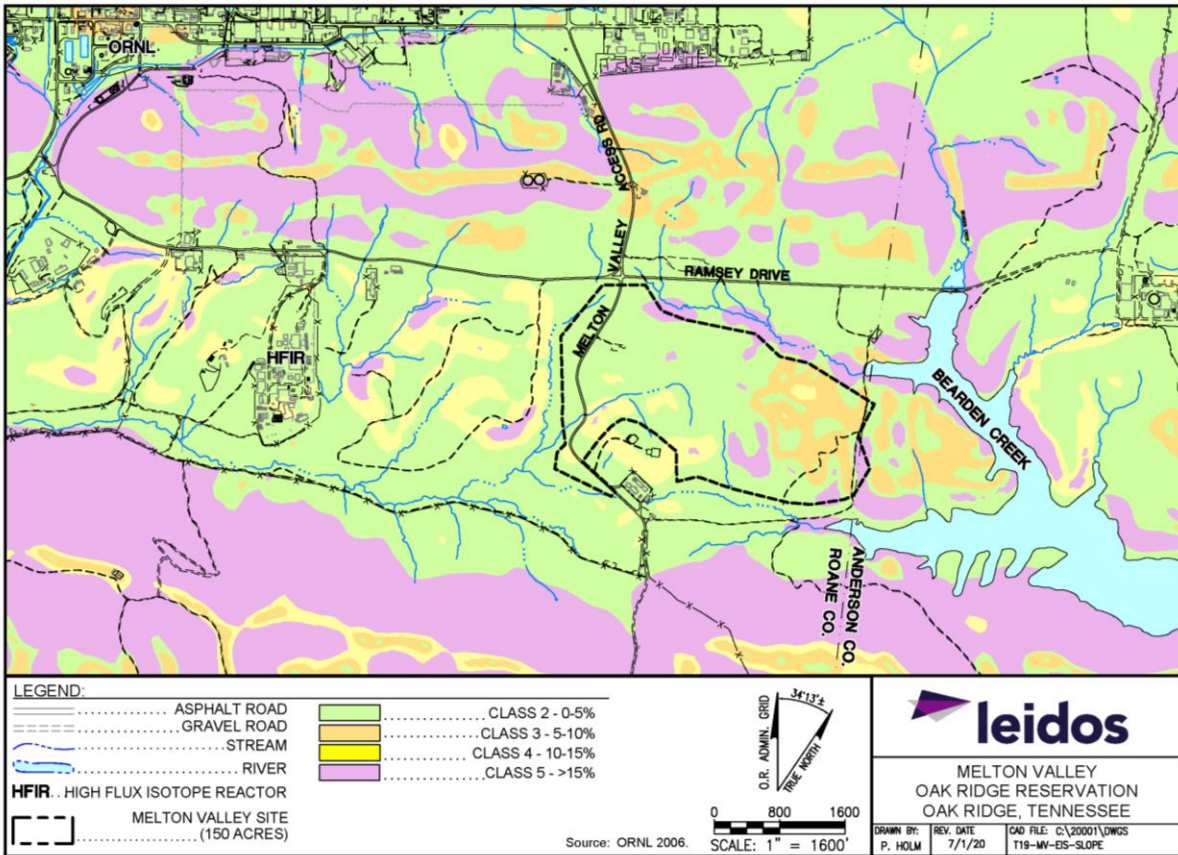 ORNL
VALLEY ACCESS RD
RAMSEY DRIVE
MELTON
HFIR
BEARDEN CREEK
ANDERSON CO.
ROANE CO.
LEGEND:
ASPHALT ROAD
GRAVEL ROAD
STREAM
RIVER
HFIR.. HIGH FLUX ISOTOPE REACTOR
MELTON VALLEY SITE
(150 ACRES)
CLASS 2 - 0-5%
CLASS 3 - 5-10%
CLASS 4 - 10-15%
CLASS 5 - >15%
Source: ORNL 2006.
O.R. ADMIN. GRID
34°13'±
TRUE NORTH
0 800 1600
SCALE: 1" = 1600'
leidos
MELTON VALLEY
OAK RIDGE RESERVATION
OAK RIDGE, TENNESSEE
DRAWN BY:
P. HOLM
REV. DATE
7/1/20
CAD FILE: C:\20001\DWGS
T19-MV-EIS-SLOPE